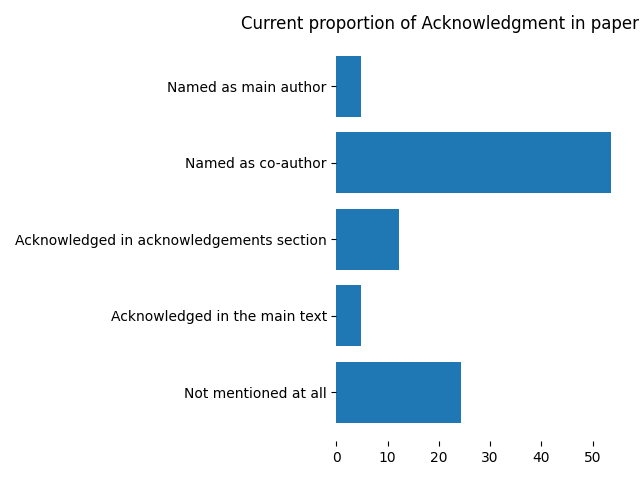 Current proportion of Acknowledgment in paper
Named as main author
Named as co-author
Acknowledged in acknowledgements section
Acknowledged in the main text
Not mentioned at all
0 10 20 30 40 50